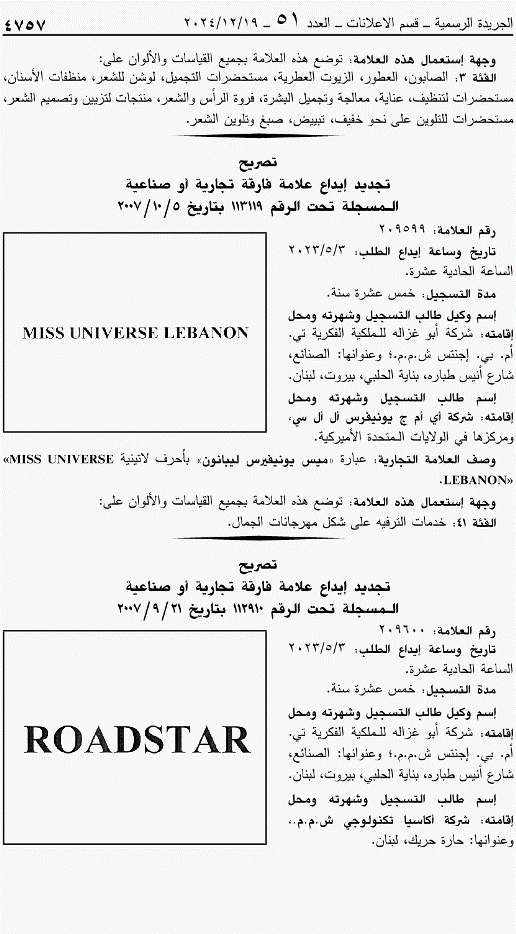 الجريدة الرسمية ــ قسم الاعلانات ــ العدد ٥١ ــ ٢٠٢٤/١٢/١٩
٤٧٥٧
وجهة إستعمال هذه العلامة: توضع هذه العلامة بجميع القياسات والألوان على:
الفئة ٣: الصابون، العطور، الزيوت العطرية، مستحضرات التجميل، لوشن للشعر، منظفات الأسنان،
مستحضرات لتنظيف، عناية، معالجة وتجميل البشرة، فروة الرأس والشعر، منتجات لتزيين وتصميم الشعر،
مستحضرات للتلوين على نحو خفيف، تبييض، صبغ وتلوين الشعر.
تصريح
تجديد إيداع علامة فارقة تجارية أو صناعية
المسجلة تحت الرقم ١١٣١١٩ بتاريخ ٢٠٠٧/١٠/٥
رقم العلامة: ٢٠٩٥٩٩
تاريخ وساعة إيداع الطلب: ٢٠٢٣/٥/٣
الساعة الحادية عشرة.
مدة التسجيل: خمس عشرة سنة.
إسم وكيل طالب التسجيل وشهرته ومحل
إقامته: شركة أبو غزاله للملكية الفكرية تي.
أم. بي. إجنتس ش.م.م.؛ وعنوانها: الصنائع،
شارع أنيس طباره، بناية الحلبي، بيروت، لبنان.
إسم طالب التسجيل وشهرته ومحل
إقامته: شركة أي أم ج يونيفرس أل أل سي،
ومركزها في الولايات المتحدة الأميركية.
MISS UNIVERSE LEBANON
وصف العلامة التجارية: عبارة «ميس يونيفيرس ليبانون» بأحرف لاتينية «MISS UNIVERSE
LEBANON».
وجهة إستعمال هذه العلامة: توضع هذه العلامة بجميع القياسات والألوان على:
الفئة ٤١: خدمات الترفيه على شكل مهرجانات الجمال.
تصريح
تجديد إيداع علامة فارقة تجارية أو صناعية
المسجلة تحت الرقم ١١٢٩١٠ بتاريخ ٢٠٠٧/٩/٢١
رقم العلامة: ٢٠٩٦٠٠
تاريخ وساعة إيداع الطلب: ٢٠٢٣/٥/٣
الساعة الحادية عشرة.
مدة التسجيل: خمس عشرة سنة.
إسم وكيل طالب التسجيل وشهرته ومحل
إقامته: شركة أبو غزاله للملكية الفكرية تي.
أم. بي. إجنتس ش.م.م.؛ وعنوانها: الصنائع،
شارع أنيس طباره، بناية الحلبي، بيروت، لبنان.
إسم طالب التسجيل وشهرته ومحل
إقامته: شركة أكاسيا تكنولوجي ش.م.م.،
وعنوانها: حارة حريك، لبنان.
ROADSTAR